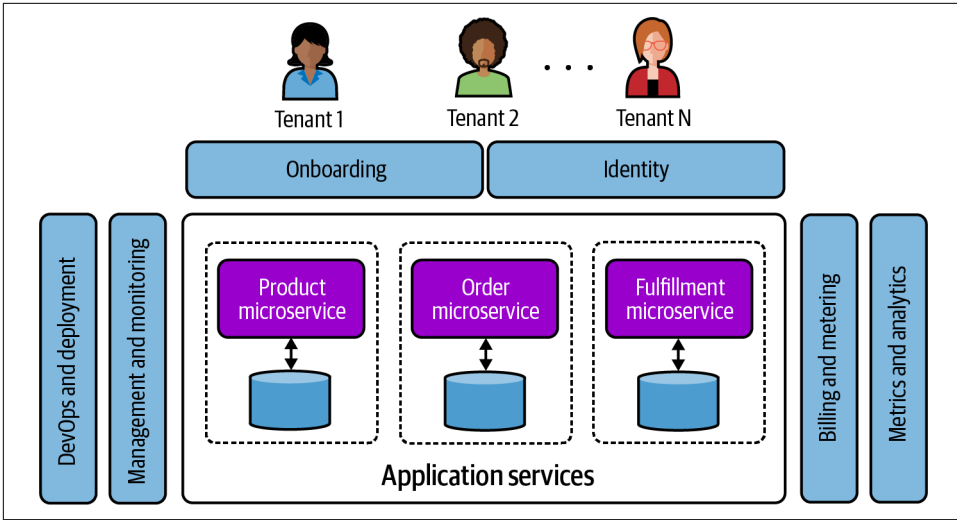 Tenant 1
Tenant 2
Tenant N
Onboarding
Identity
DevOps and deployment
Management and monitoring
Product
microservice
Order
microservice
Fulfillment
microservice
Application services
Billing and metering
Metrics and analytics